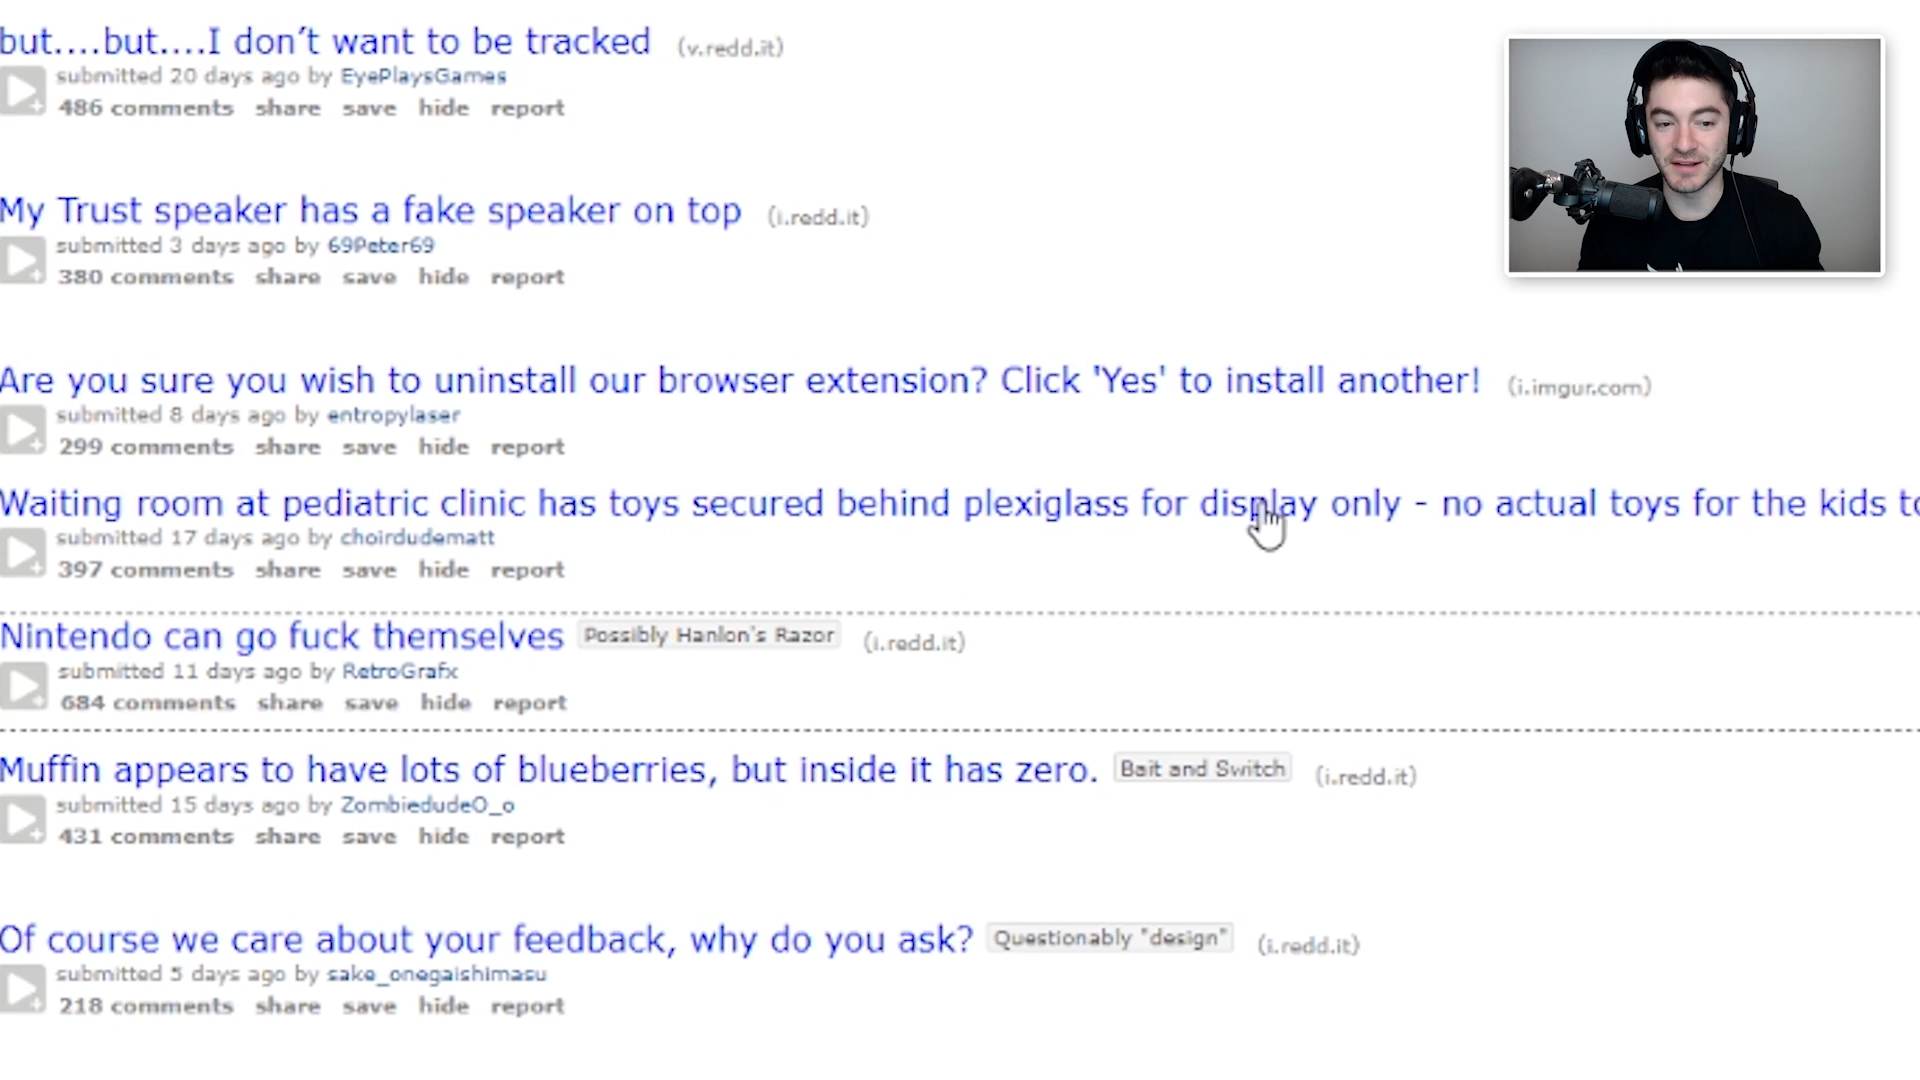 but....but....I don't want to be tracked (v.redd.it)
submitted 20 days ago by EyePlaysGames
486 comments share save hide report
My Trust speaker has a fake speaker on top (i.redd.it)
submitted 3 days ago by 69Peter69
380 comments share save hide report
Are you sure you wish to uninstall our browser extension? Click 'Yes' to install another! (i.imgur.com)
submitted 8 days ago by entropylaser
299 comments share save hide report
Waiting room at pediatric clinic has toys secured behind plexiglass for display only - no actual toys for the kids to
submitted 17 days ago by choirdudematt
397 comments share save hide report
Nintendo can go fuck themselves Possibly Hanlon's Razor (i.redd.it)
submitted 11 days ago by RetroGrafx
684 comments share save hide report
Muffin appears to have lots of blueberries, but inside it has zero. Bait and Switch (i.redd.it)
submitted 15 days ago by ZombiedudeO_o
431 comments share save hide report
Of course we care about your feedback, why do you ask? Questionably "design" (i.redd.it)
submitted 5 days ago by sake_onegaishimasu
218 comments share save hide report